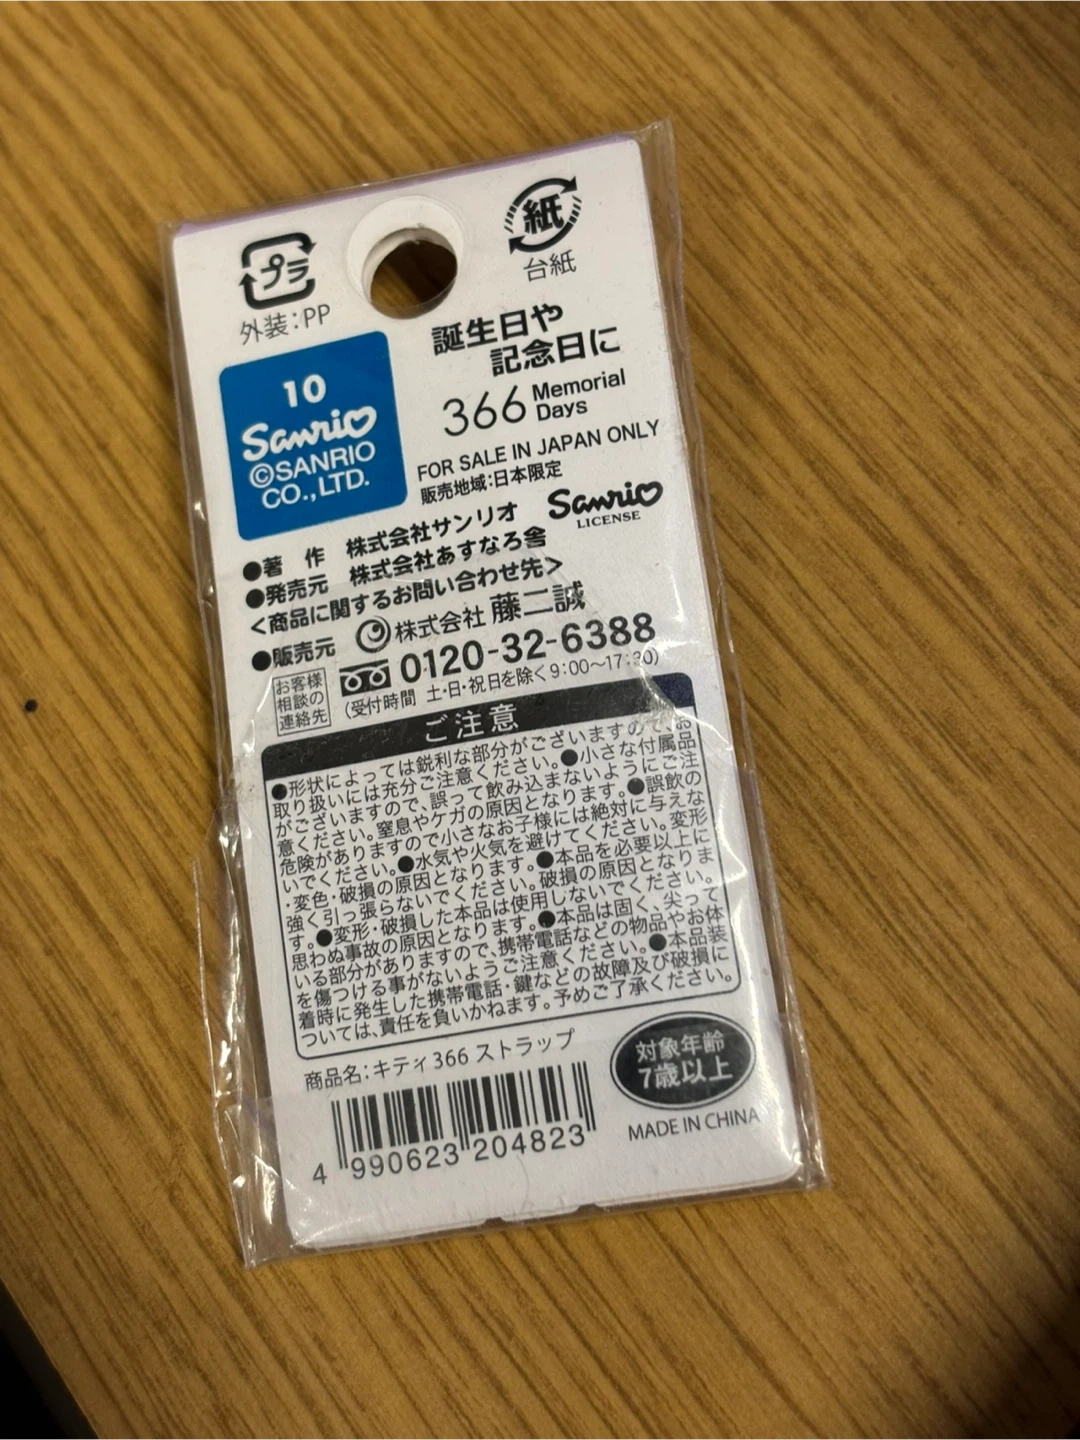 プラ
外装:PP
紙
台紙
10
Sanrio
©SANRIO
CO.,LTD.
誕生日や
記念日に
366 Memorial Days
FOR SALE IN JAPAN ONLY
販売地域:日本限定
Sanrio
LICENSE
●著 作 株式会社サンリオ
●発売元 株式会社あすなろ舎
<商品に関するお問い合わせ先>
●販売元 株式会社 藤二誠
お客様
相談の
連絡先
0120-32-6388
(受付時間 土・日・祝日を除く9:00~17:30)
ご注意
●形状によっては鋭利な部分がございますので、お
取り扱いには充分ご注意ください。●小さな付属品
がございますので、誤って飲み込まないようにご注
意ください。窒息やケガの原因となります。●誤飲の
危険がありますので小さなお子様には絶対に与えな
いでください。●水気や火気を避けてください。変形
・変色・破損の原因となります。●本品を必要以上に
強く引っ張らないでください。破損の原因となりま
す。●変形・破損した本品は使用しないでください。
思わぬ事故の原因となります。●本品は固く、尖って
いる部分がありますので、携帯電話などの物品やお体
を傷つける事がないようご注意ください。●本品装
着時に発生した携帯電話・鍵などの故障及び破損に
ついては、責任を負いかねます。予めご了承ください。
商品名:キティ366 ストラップ
対象年齢
7歳以上
MADE IN CHINA
4 990623 204823